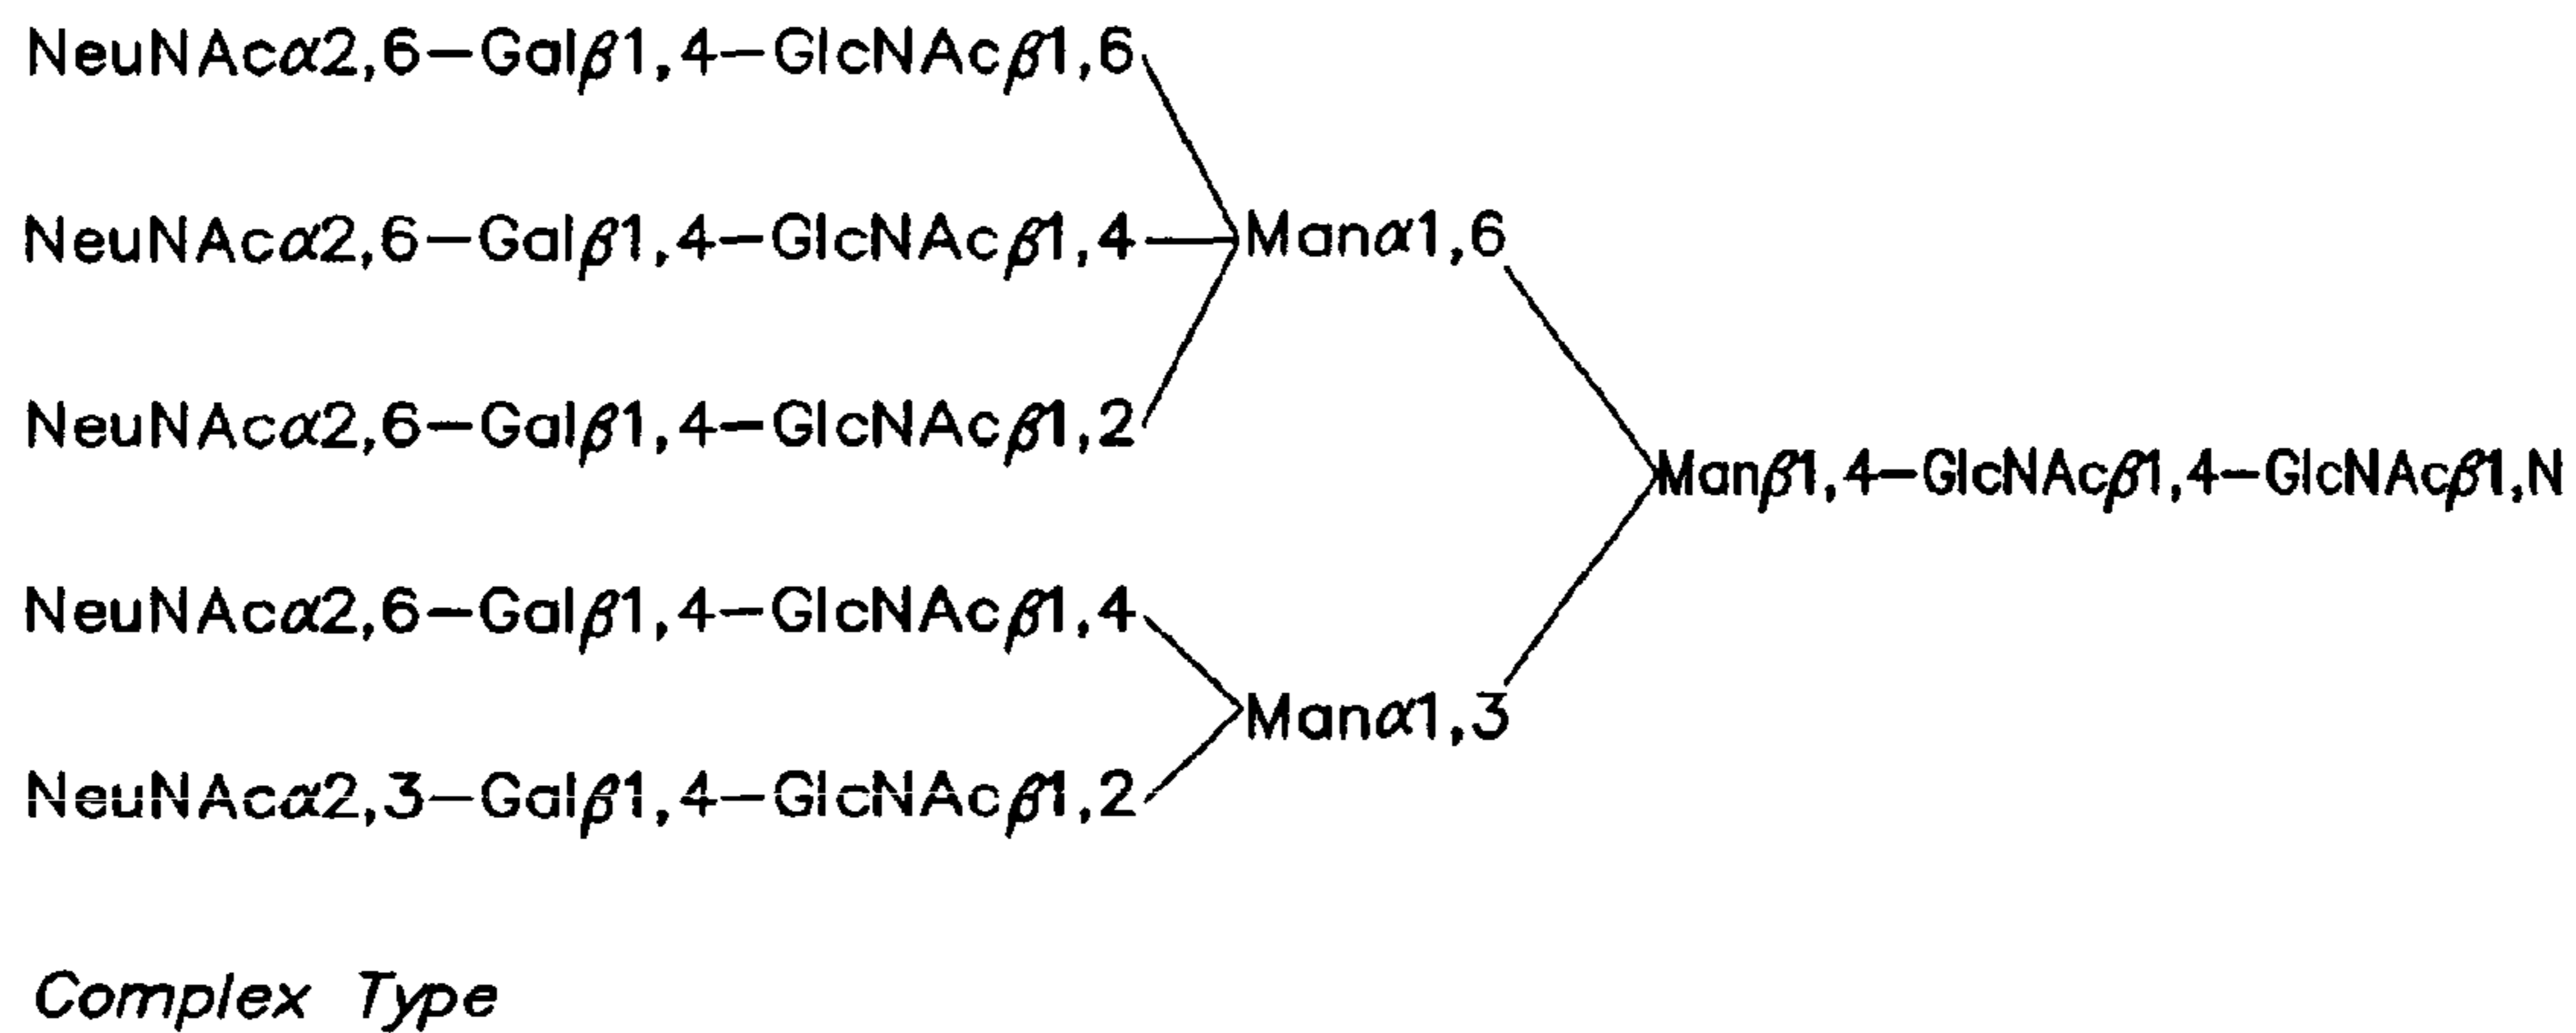 NeuNAcα2,6−Galβ1,4−GlcNAcβ1,6
NeuNAcα2,6−Galβ1,4−GlcNAcβ1,4−Manα1,6
NeuNAcα2,6−Galβ1,4−GlcNAcβ1,2
Manβ1,4−GlcNAcβ1,4−GlcNAcβ1,N
NeuNAcα2,6−Galβ1,4−GlcNAcβ1,4
Manα1,3
NeuNAcα2,3−Galβ1,4−GlcNAcβ1,2
Complex Type